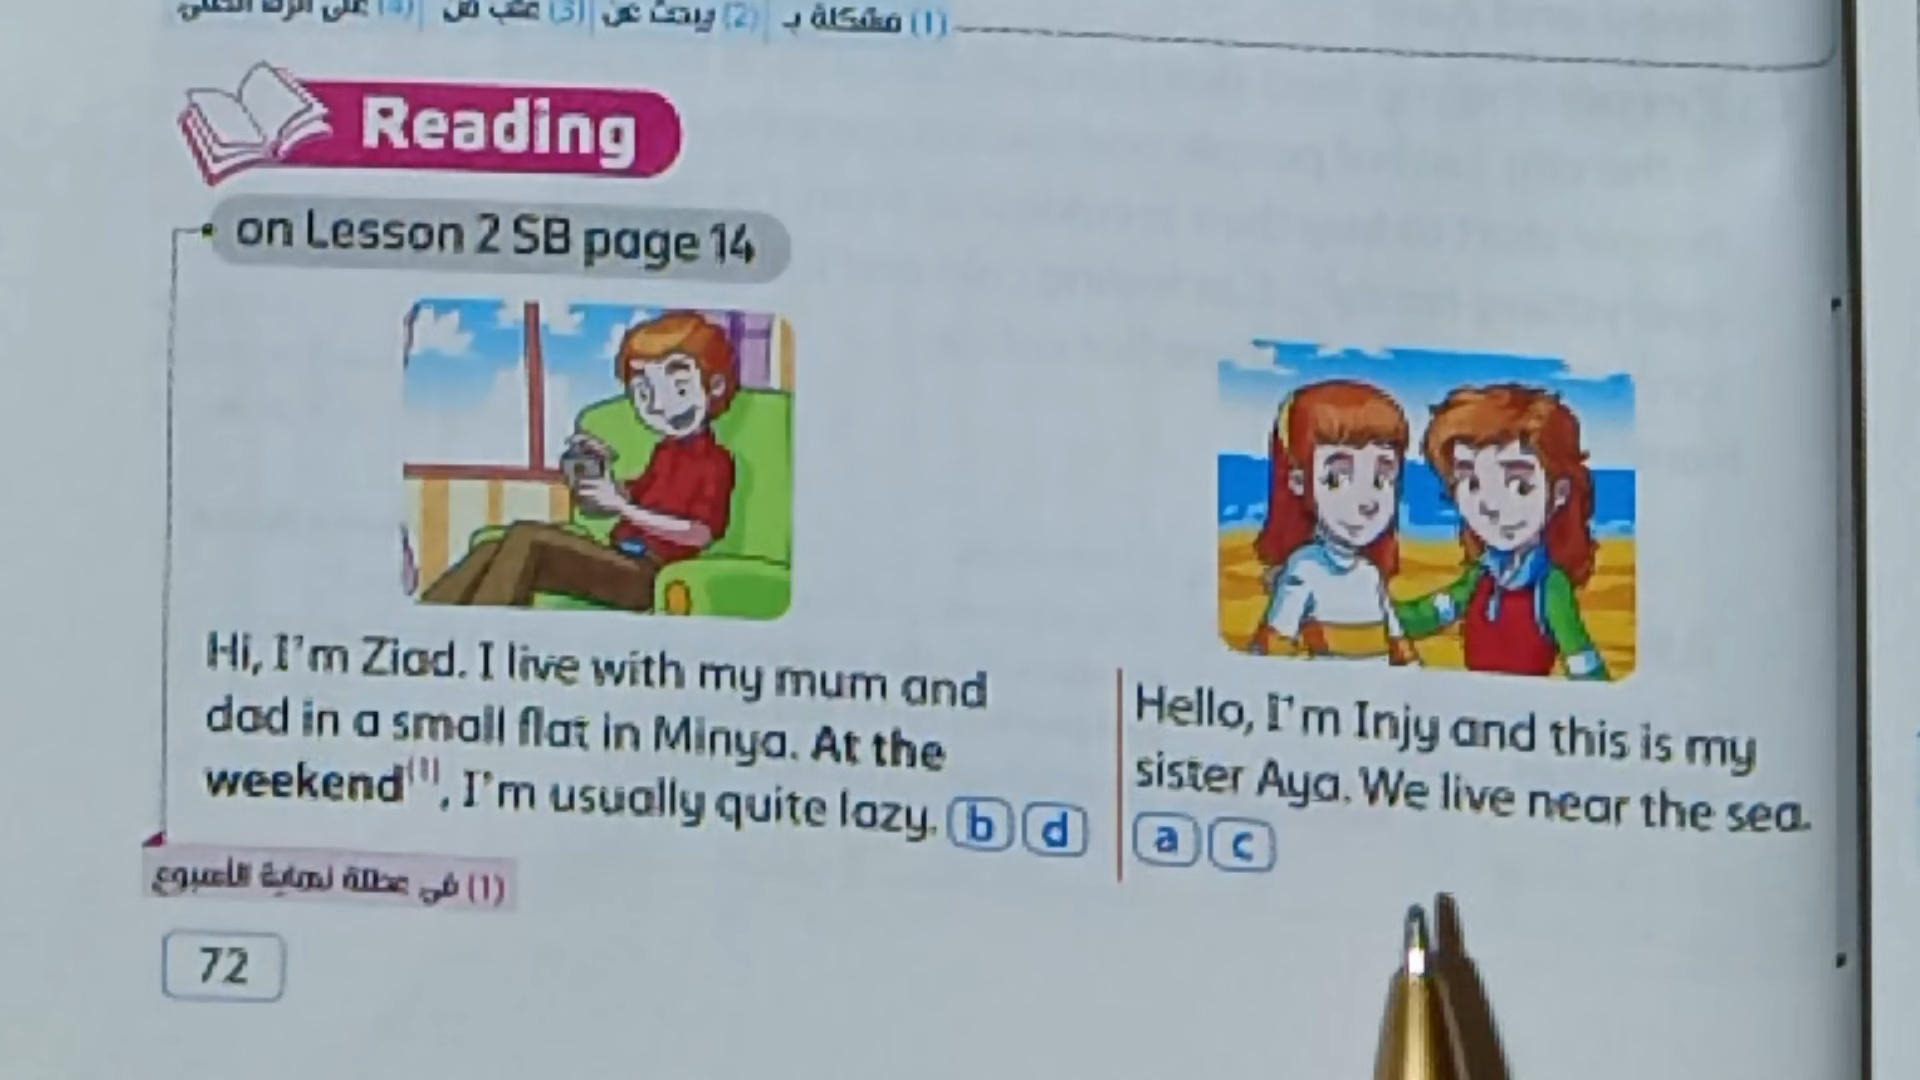 (1) مشكلة بـ (2) يبحث عن (3)
Reading
on Lesson 2 SB page 14
Hi, I'm Ziad. I live with my mum and
dad in a small flat in Minya. At the
weekend(1), I'm usually quite lazy. b d
Hello, I'm Injy and this is my
sister Aya. We live near the sea.
a c
(1) في عطلة نهاية الأسبوع
72